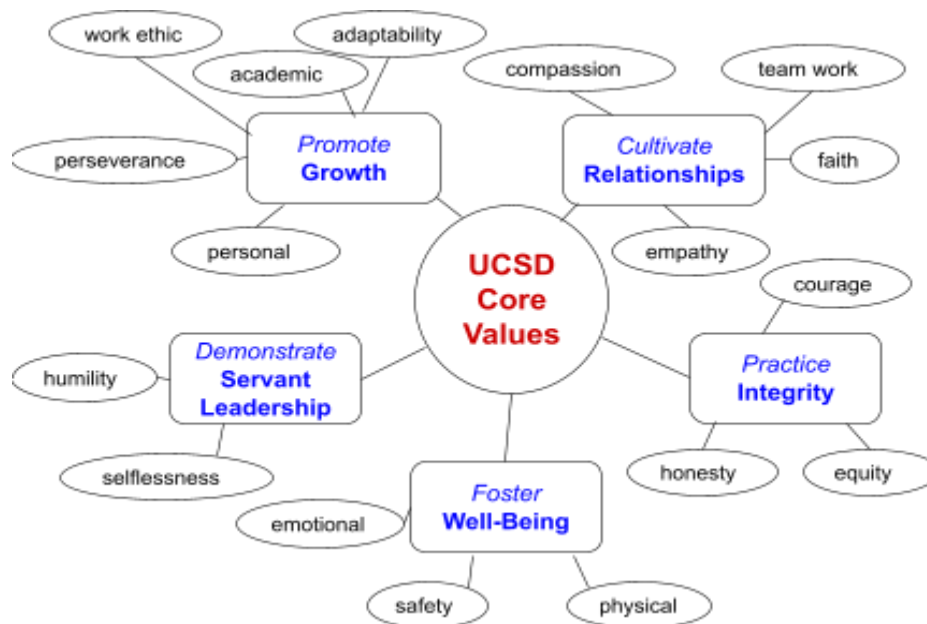 work ethic
adaptability
academic
compassion
team work
Promote
Growth
Cultivate
Relationships
perseverance
faith
personal
empathy
UCSD
Core
Values
courage
Demonstrate
Servant
Leadership
humility
Practice
Integrity
selflessness
honesty
equity
Foster
Well-Being
emotional
safety
physical